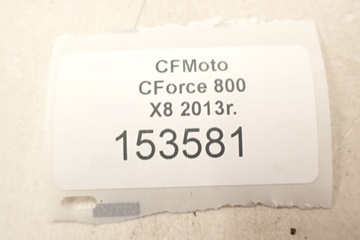 CFMoto
CForce 800
X8 2013r.
153581